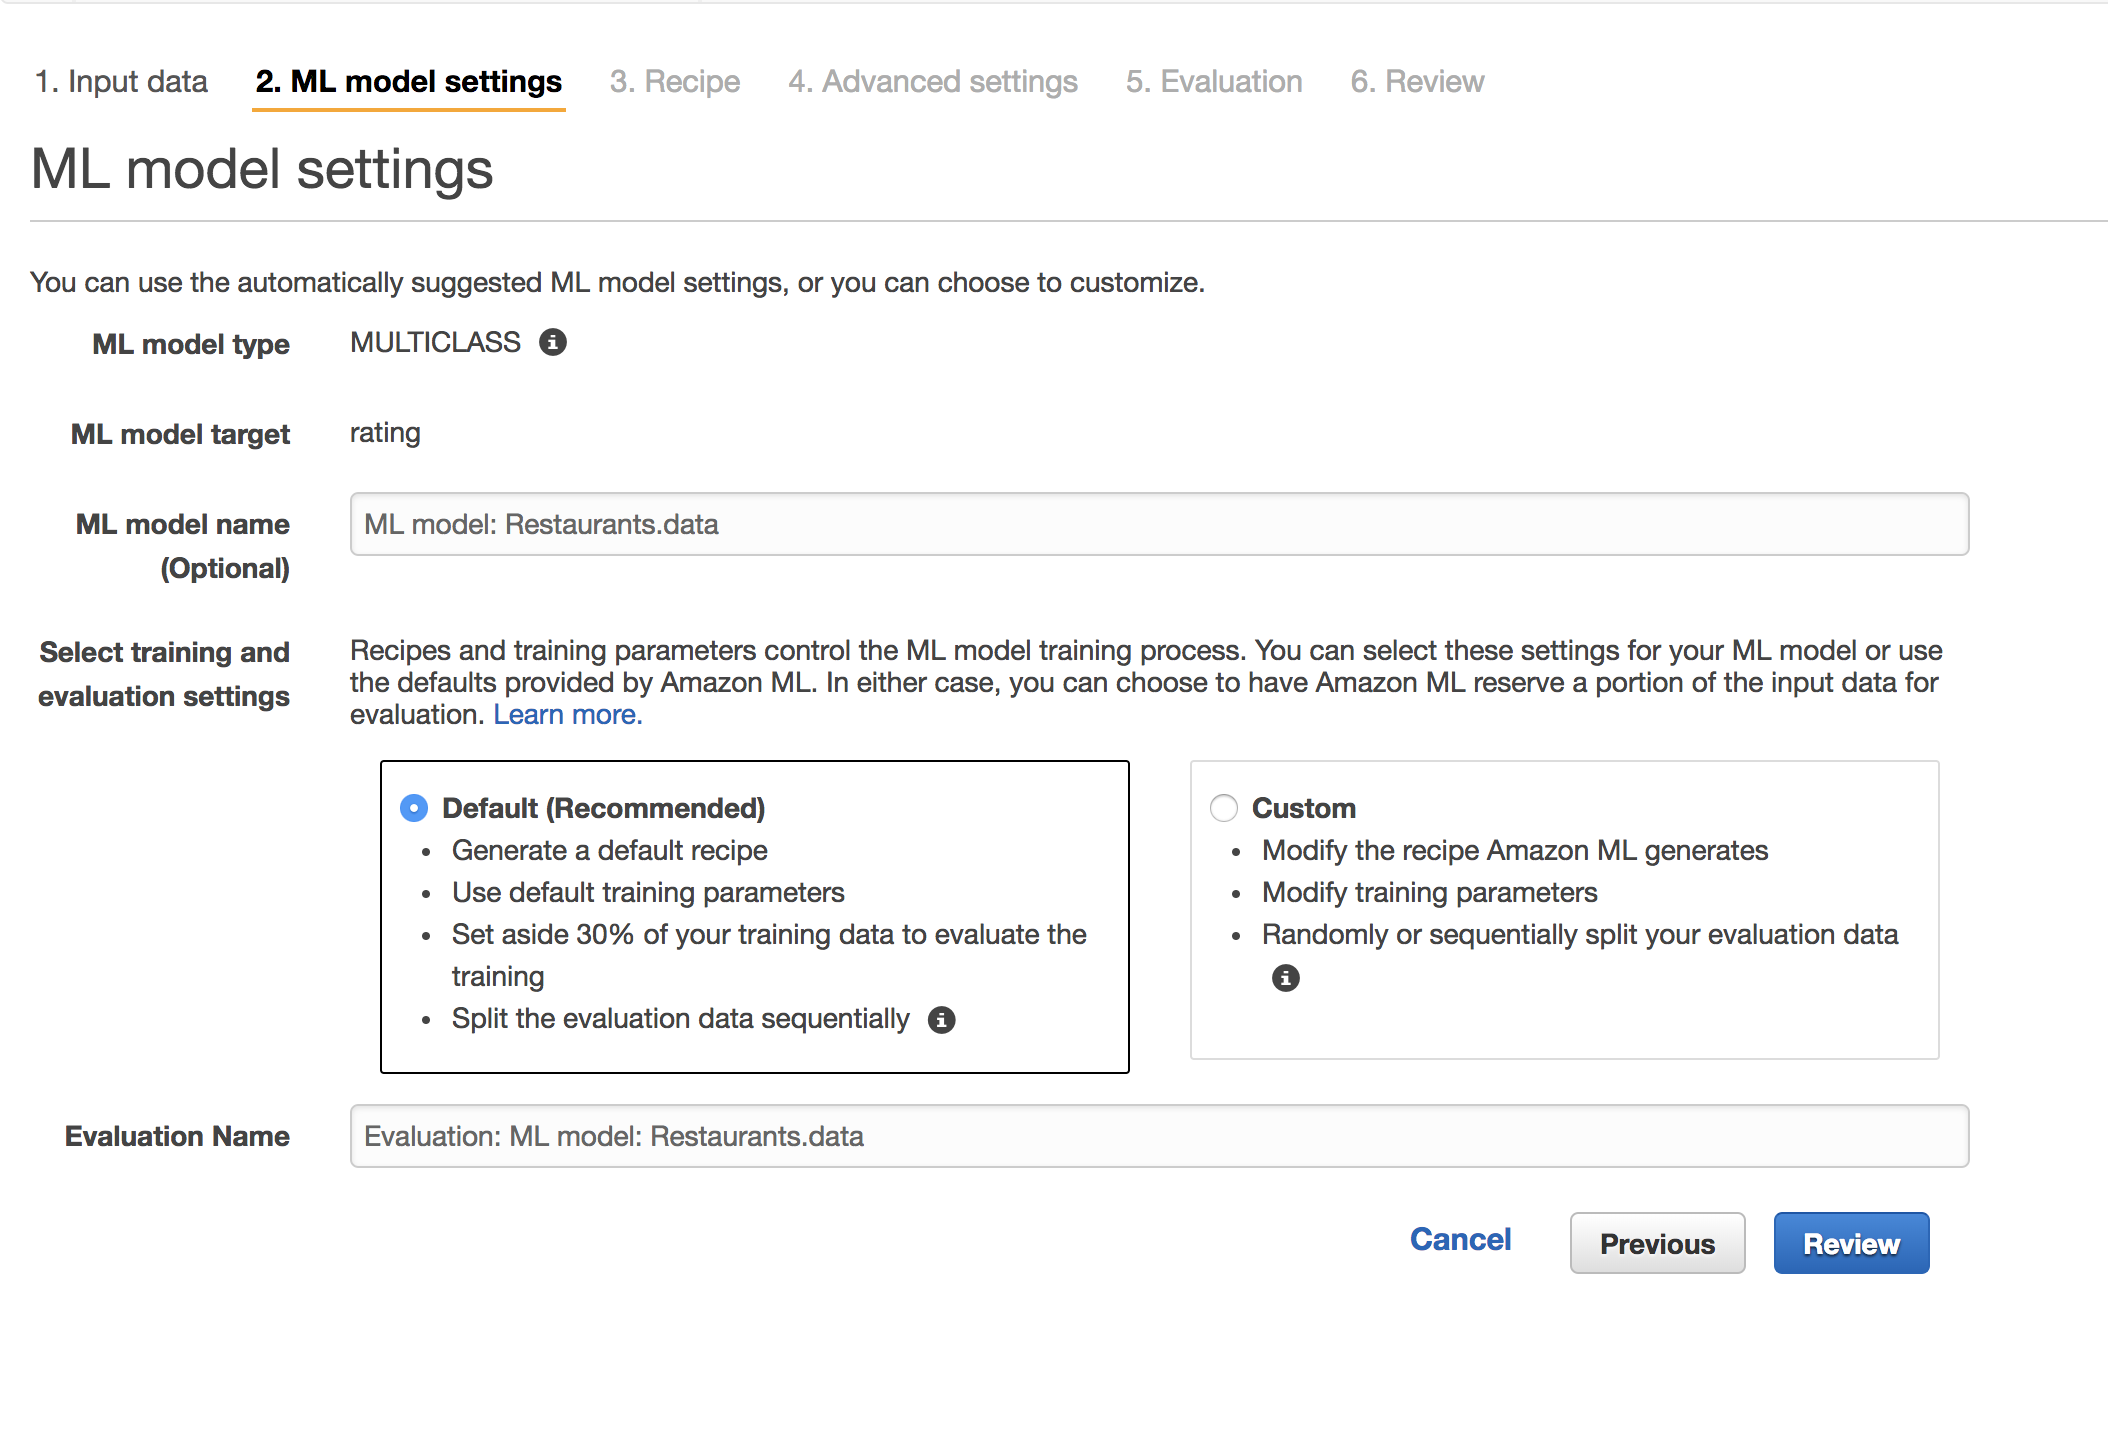 1. Input data 2. ML model settings 3. Recipe 4. Advanced settings 5. Evaluation 6. Review
ML model settings
You can use the automatically suggested ML model settings, or you can choose to customize.
ML model type MULTICLASS
ML model target rating
ML model name
(Optional)
ML model: Restaurants.data
Select training and
evaluation settings
Recipes and training parameters control the ML model training process. You can select these settings for your ML model or use
the defaults provided by Amazon ML. In either case, you can choose to have Amazon ML reserve a portion of the input data for
evaluation. Learn more.
Default (Recommended)
• Generate a default recipe
• Use default training parameters
• Set aside 30% of your training data to evaluate the
training
• Split the evaluation data sequentially
Custom
• Modify the recipe Amazon ML generates
• Modify training parameters
• Randomly or sequentially split your evaluation data
Evaluation Name Evaluation: ML model: Restaurants.data
Cancel Previous Review